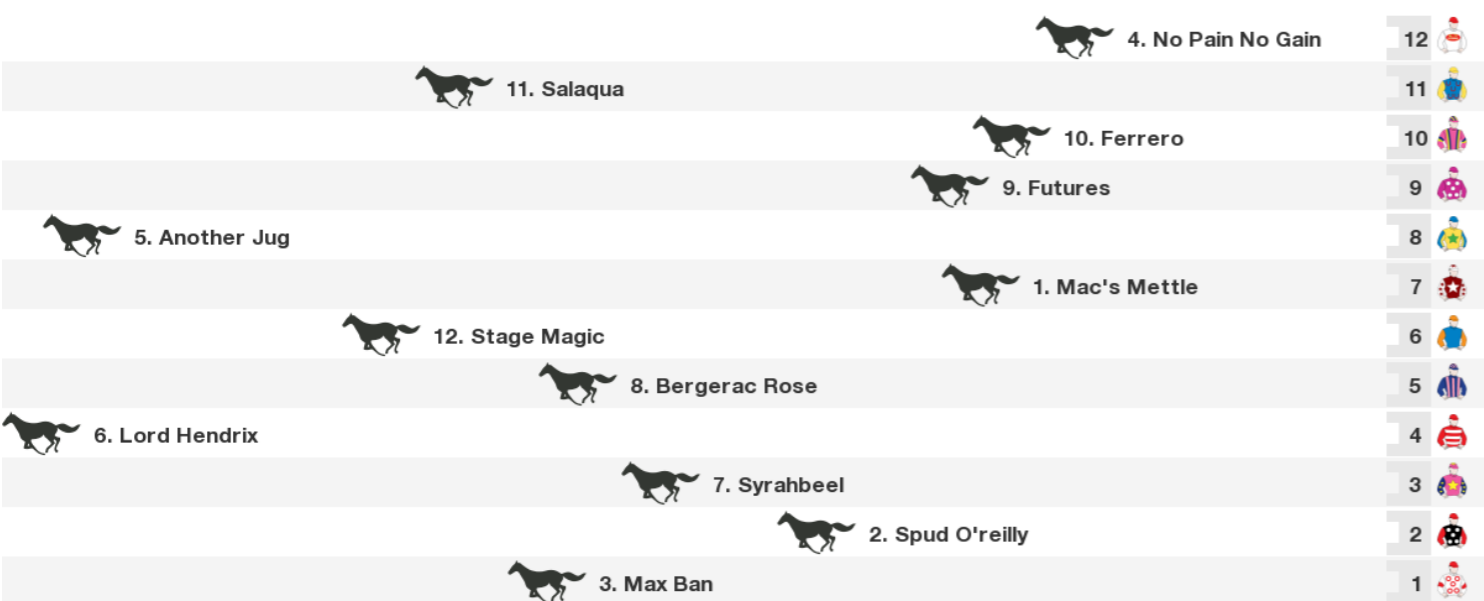 4. No Pain No Gain 12
11. Salaqua 11
10. Ferrero 10
9. Futures 9
5. Another Jug 8
1. Mac's Mettle 7
12. Stage Magic 6
8. Bergerac Rose 5
6. Lord Hendrix 4
7. Syrahbeel 3
2. Spud O'reilly 2
3. Max Ban 1